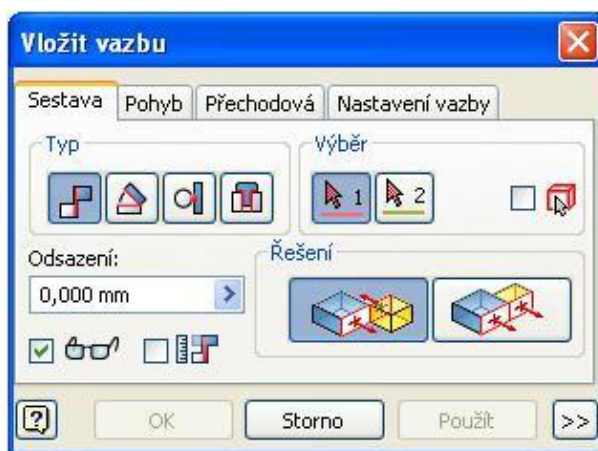 Vložit vazbu
Sestava Pohyb Přechodová Nastavení vazby
Typ Výběr
1 2
Odsazení: Řešení
0,000 mm >
? OK Storno Použít >>